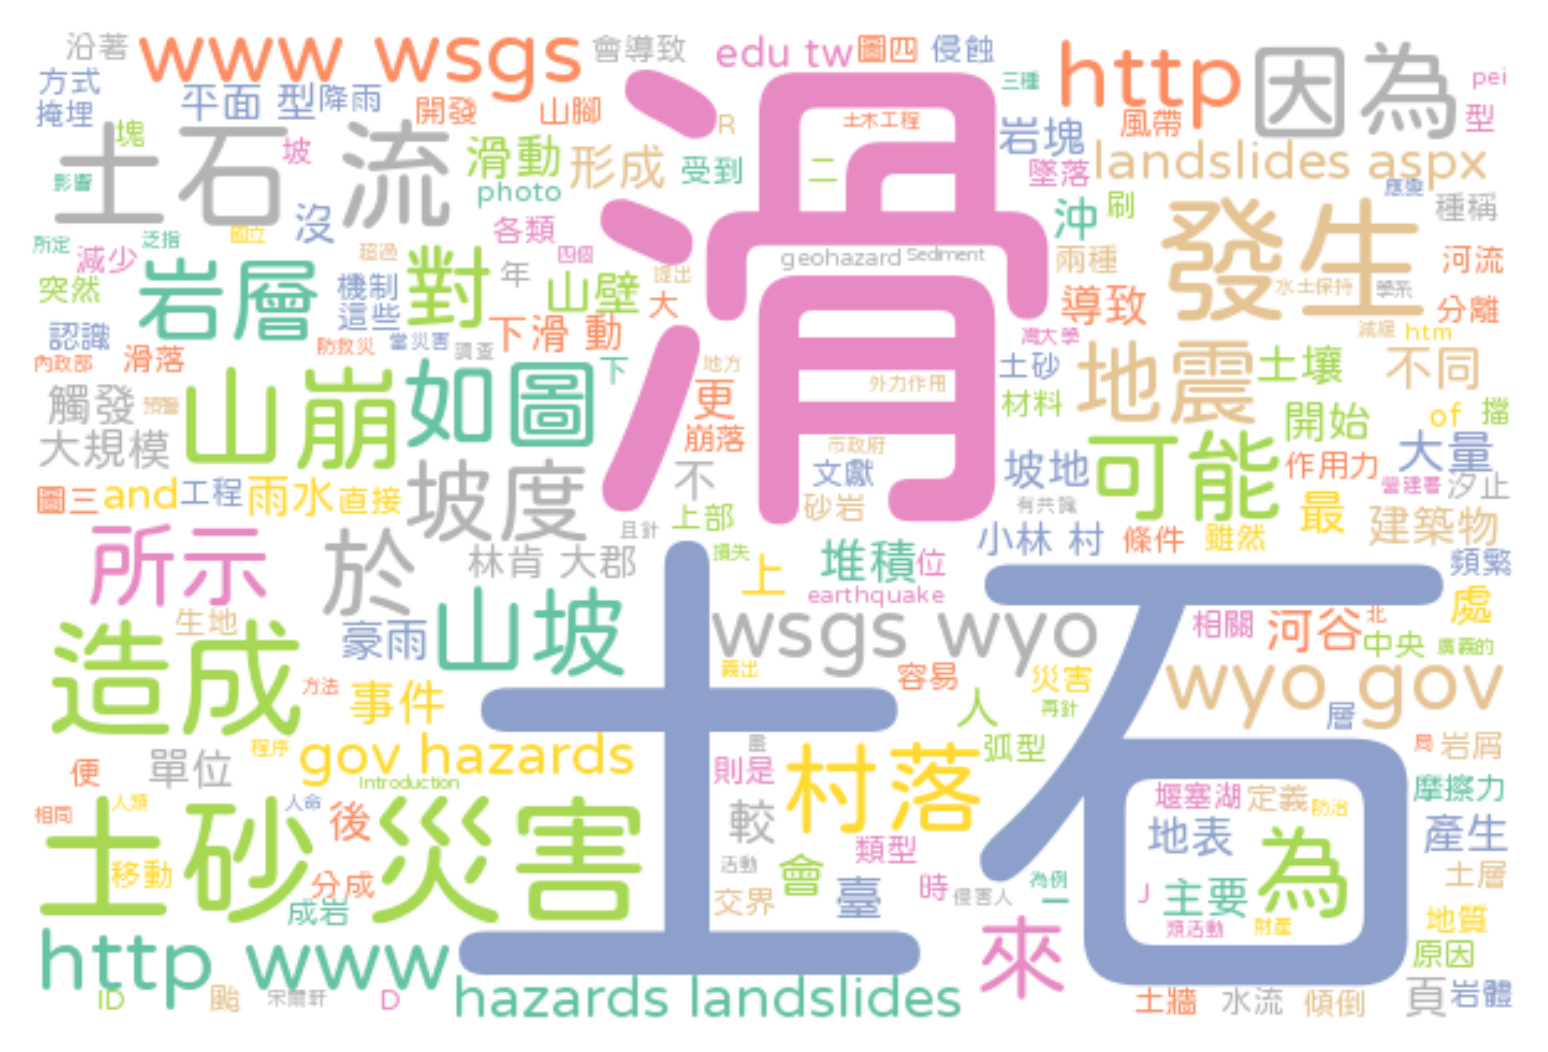 沿著 www wsgs 會導致 edu tw 圖四 侵蝕 http 因為 三種 pei
方式 平面 型 降雨 開發 山腳 滑 R 土木工程 風帶 型
掩埋 塊 土石 流 坡 滑動 形成 受到 二 岩塊 landslides aspx
影響 photo 墜落 應變
沒 各類 沖 刷 發生 種稱
所定 泛指 國立 減少 超過 四個 geohazard Sediment 兩種 河流
突然 岩層 機制 對 年 山壁 提出 大 導致 水土保持 學系 分離
認識 這些 當災害 下滑 動 灣大學 減緩 htm
內政部 滑落 防救災 調查 下 地方 土砂 地震 土壤 不同
觸發 預警 山崩 如圖 更 外力作用 材料 開始 of 擋
大規模 坡度 崩落 市政府 坡地 可能 作用力 大量
圖三 and 工程 雨水 直接 不 文獻 砂岩 有共識 最 營建署 汐止
所示 於 且針 上部 小林 村 條件 雖然 建築物
林肯 大郡 損失 上 堆積 位 頻繁
生地 豪雨 山坡 土 earthquake 石 相關 河谷 北 處
造成 wsgs wyo 中央 廣義的
方法 事件 義出 容易 災害 wyo gov
人 再針 層
便 單位 程序 gov hazards 畫 則是 村落 弧型 局 岩屑
Introduction 堰塞湖 定義 防治 摩擦力
相同 人類 土砂災害 人命 後 較 地表 為 產生
移動 分成 活動 會 類型 時 侵害人 為例 一 J 主要 土層
成岩 交界 臺 類活動 財產 地質
http www 來 原因
ID 颱 宋爾軒 D hazards landslides 土牆 水流 傾倒 頁 岩體